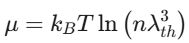 μ = k_B T ln (nλ_{th}^3)